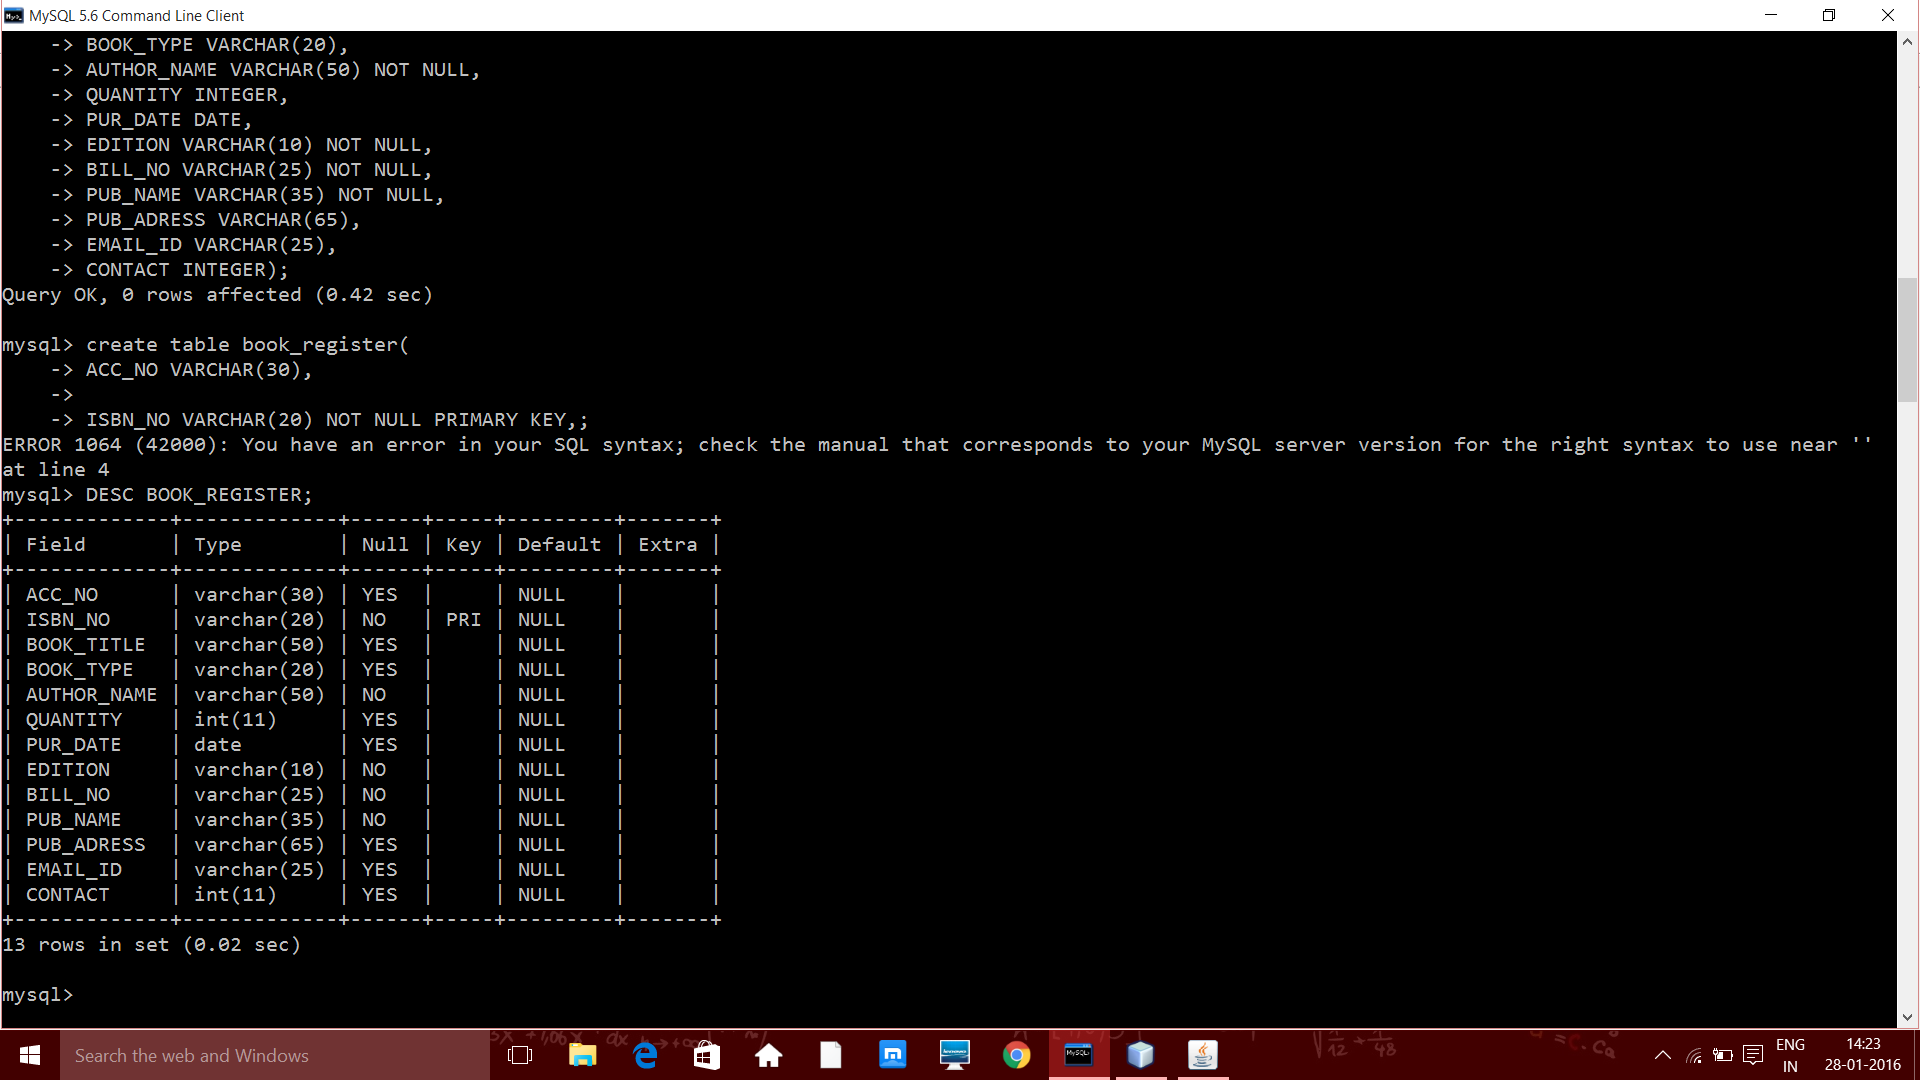 MySQL 5.6 Command Line Client
    -> BOOK_TYPE VARCHAR(20),
    -> AUTHOR_NAME VARCHAR(50) NOT NULL,
    -> QUANTITY INTEGER,
    -> PUR_DATE DATE,
    -> EDITION VARCHAR(10) NOT NULL,
    -> BILL_NO VARCHAR(25) NOT NULL,
    -> PUB_NAME VARCHAR(35) NOT NULL,
    -> PUB_ADRESS VARCHAR(65),
    -> EMAIL_ID VARCHAR(25),
    -> CONTACT INTEGER);
Query OK, 0 rows affected (0.42 sec)
mysql> create table book_register(
    -> ACC_NO VARCHAR(30),
    ->
    -> ISBN_NO VARCHAR(20) NOT NULL PRIMARY KEY,;
ERROR 1064 (42000): You have an error in your SQL syntax; check the manual that corresponds to your MySQL server version for the right syntax to use near ''
at line 4
mysql> DESC BOOK_REGISTER;
+-------------+-------------+------+-----+---------+-------+
| Field       | Type        | Null | Key | Default | Extra |
+-------------+-------------+------+-----+---------+-------+
| ACC_NO      | varchar(30) | YES  |     | NULL    |       |
| ISBN_NO     | varchar(20) | NO   | PRI | NULL    |       |
| BOOK_TITLE  | varchar(50) | YES  |     | NULL    |       |
| BOOK_TYPE   | varchar(20) | YES  |     | NULL    |       |
| AUTHOR_NAME | varchar(50) | NO   |     | NULL    |       |
| QUANTITY    | int(11)     | YES  |     | NULL    |       |
| PUR_DATE    | date        | YES  |     | NULL    |       |
| EDITION     | varchar(10) | NO   |     | NULL    |       |
| BILL_NO     | varchar(25) | NO   |     | NULL    |       |
| PUB_NAME    | varchar(35) | NO   |     | NULL    |       |
| PUB_ADRESS  | varchar(65) | YES  |     | NULL    |       |
| EMAIL_ID    | varchar(25) | YES  |     | NULL    |       |
| CONTACT     | int(11)     | YES  |     | NULL    |       |
+-------------+-------------+------+-----+---------+-------+
13 rows in set (0.02 sec)
mysql>
Search the web and Windows
ENG
IN
14:23
28-01-2016